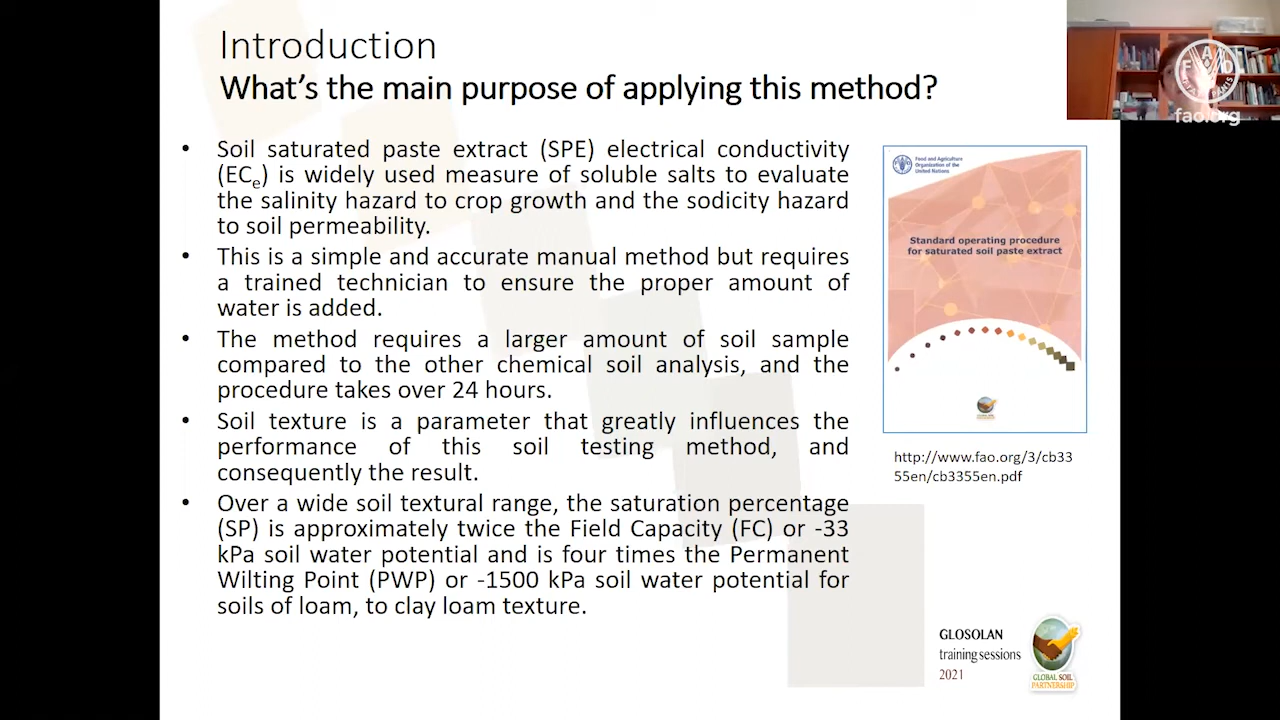 Introduction
What's the main purpose of applying this method?
• Soil saturated paste extract (SPE) electrical conductivity
(ECe) is widely used measure of soluble salts to evaluate
the salinity hazard to crop growth and the sodicity hazard
to soil permeability.
• This is a simple and accurate manual method but requires
a trained technician to ensure the proper amount of
water is added.
• The method requires a larger amount of soil sample
compared to the other chemical soil analysis, and the
procedure takes over 24 hours.
• Soil texture is a parameter that greatly influences the
performance of this soil testing method, and
consequently the result.
• Over a wide soil textural range, the saturation percentage
(SP) is approximately twice the Field Capacity (FC) or -33
kPa soil water potential and is four times the Permanent
Wilting Point (PWP) or -1500 kPa soil water potential for
soils of loam, to clay loam texture.
fao.org
Food and Agriculture
Organization of the
United Nations
Standard operating procedure
for saturated soil paste extract
http://www.fao.org/3/cb33
55en/cb3355en.pdf
GLOSOLAN
training sessions
2021
GLOBAL SOIL
PARTNERSHIP